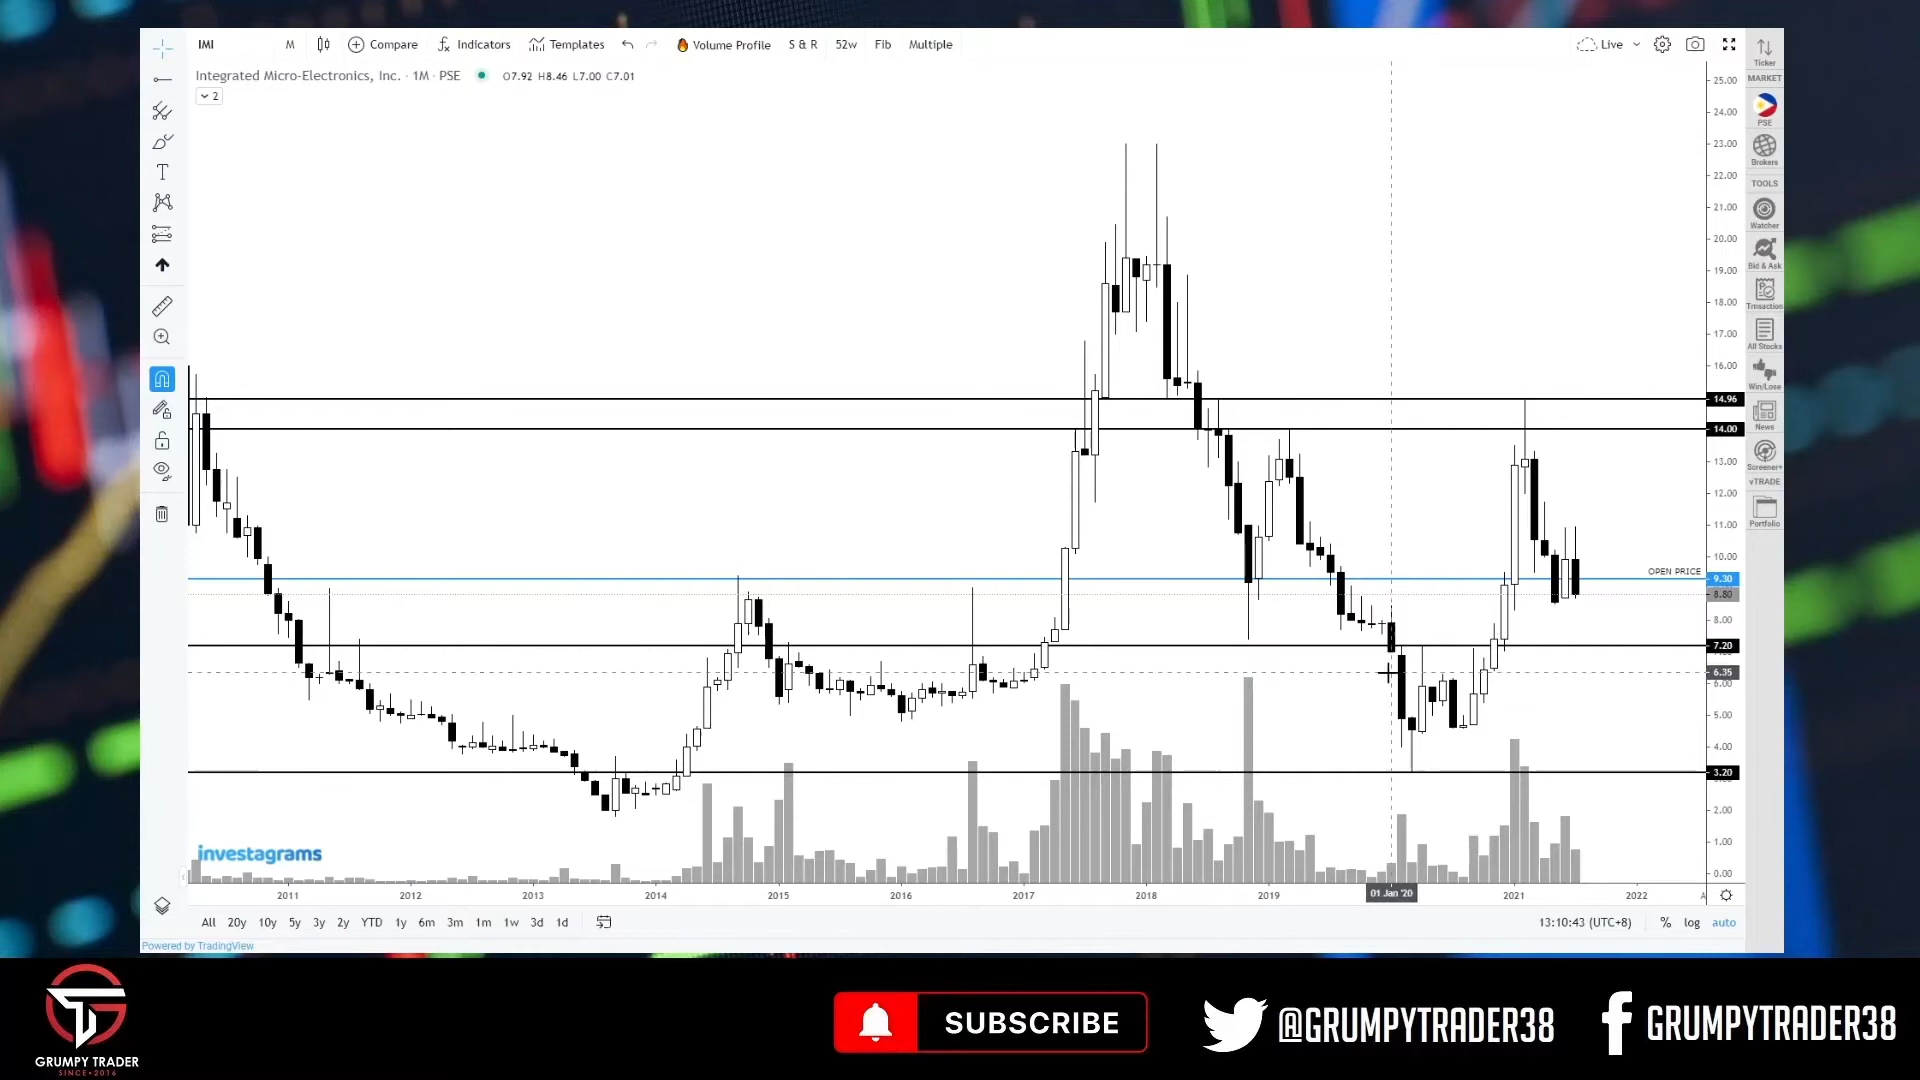 IMI M Compare Indicators Templates Volume Profile S & R 52w Fib Multiple Live
Integrated Micro-Electronics, Inc. · 1M · PSE O7.92 H8.46 L7.00 C7.01
2
25.00
24.00
23.00
22.00
21.00
20.00
19.00
18.00
17.00
16.00
14.96
14.00
13.00
12.00
11.00
10.00
OPEN PRICE 9.30
8.80
8.00
7.20
6.35
6.00
5.00
4.00
3.20
2.00
1.00
0.00
investagrams
2011 2012 2013 2014 2015 2016 2017 2018 2019 01 Jan '20 2021 2022
All 20y 10y 5y 3y 2y YTD 1y 6m 3m 1m 1w 3d 1d 13:10:43 (UTC+8) % log auto
Powered by TradingView
Ticker
MARKET
PSE
Brokers
TOOLS
Watcher
Bid & Ask
Trnsaction
All Stocks
Win/Lose
News
Screener+
vTRADE
Portfolio
GRUMPY TRADER
SINCE•2016
SUBSCRIBE
@GRUMPYTRADER38
GRUMPYTRADER38